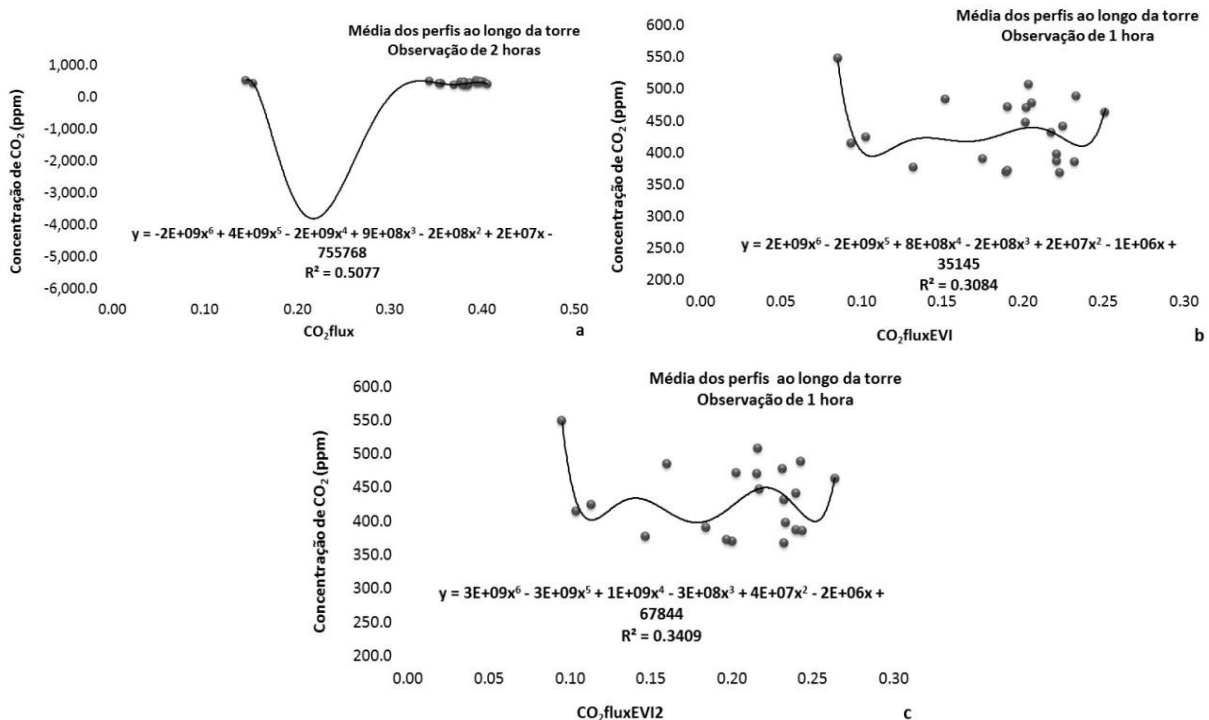 Média dos perfis ao longo da torre
Observação de 2 horas
Concentração de CO₂ (ppm)
1,000.0
0.0
-1,000.0
-2,000.0
-3,000.0
-4,000.0
-5,000.0
-6,000.0
y = -2E+09x⁶ + 4E+09x⁵ - 2E+09x⁴ + 9E+08x³ - 2E+08x² + 2E+07x -
755768
R² = 0.5077
0.00 0.10 0.20 0.30 0.40 0.50
CO₂flux
a
Média dos perfis ao longo da torre
Observação de 1 hora
Concentração de CO₂ (ppm)
600.0
550.0
500.0
450.0
400.0
350.0
300.0
250.0
200.0
y = 2E+09x⁶ - 2E+09x⁵ + 8E+08x⁴ - 2E+08x³ + 2E+07x² - 1E+06x +
35145
R² = 0.3084
0.00 0.05 0.10 0.15 0.20 0.25 0.30
CO₂fluxEVI
b
Média dos perfis ao longo da torre
Observação de 1 hora
Concentração de CO₂ (ppm)
600.0
550.0
500.0
450.0
400.0
350.0
300.0
250.0
200.0
y = 3E+09x⁶ - 3E+09x⁵ + 1E+09x⁴ - 3E+08x³ + 4E+07x² - 2E+06x +
67844
R² = 0.3409
0.00 0.05 0.10 0.15 0.20 0.25 0.30
CO₂fluxEVI2
c